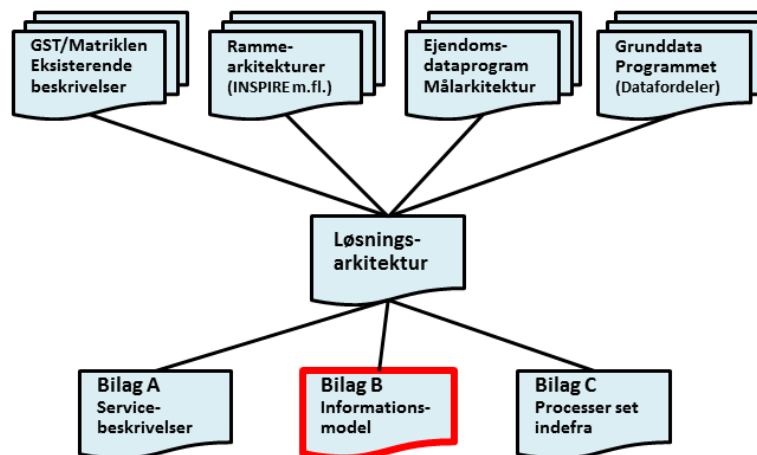 GST/Matriklen
Eksisterende
beskrivelser
Ramme-
arkitekturer
(INSPIRE m.fl.)
Ejendoms-
dataprogram
Målarkitektur
Grunddata
Programmet
(Datafordeler)
Løsnings-
arkitektur
Bilag A
Service-
beskrivelser
Bilag B
Informations-
model
Bilag C
Processer set
indefra